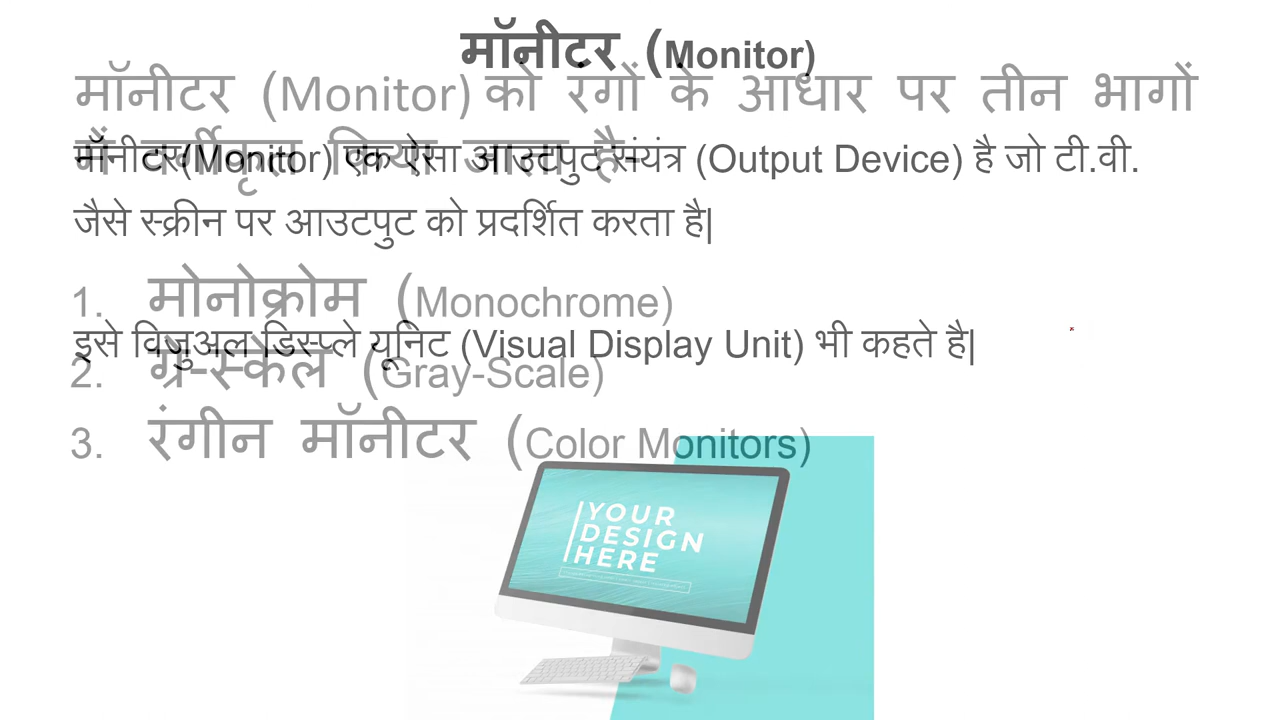 मॉनीटर (Monitor)
मॉनीटर (Monitor) को रंगों के आधार पर तीन भागों
में वर्गीकृत किया जाता है-
मॉनीटर(Monitor) एक ऐसा आउटपुट संयंत्र (Output Device) है जो टी.वी.
जैसे स्क्रीन पर आउटपुट को प्रदर्शित करता है|
1. मोनोक्रोम (Monochrome)
इसे विजुअल डिस्प्ले यूनिट (Visual Display Unit) भी कहते है|
2. ग्रे-स्केल (Gray-Scale)
3. रंगीन मॉनीटर (Color Monitors)
YOUR
DESIGN
HERE